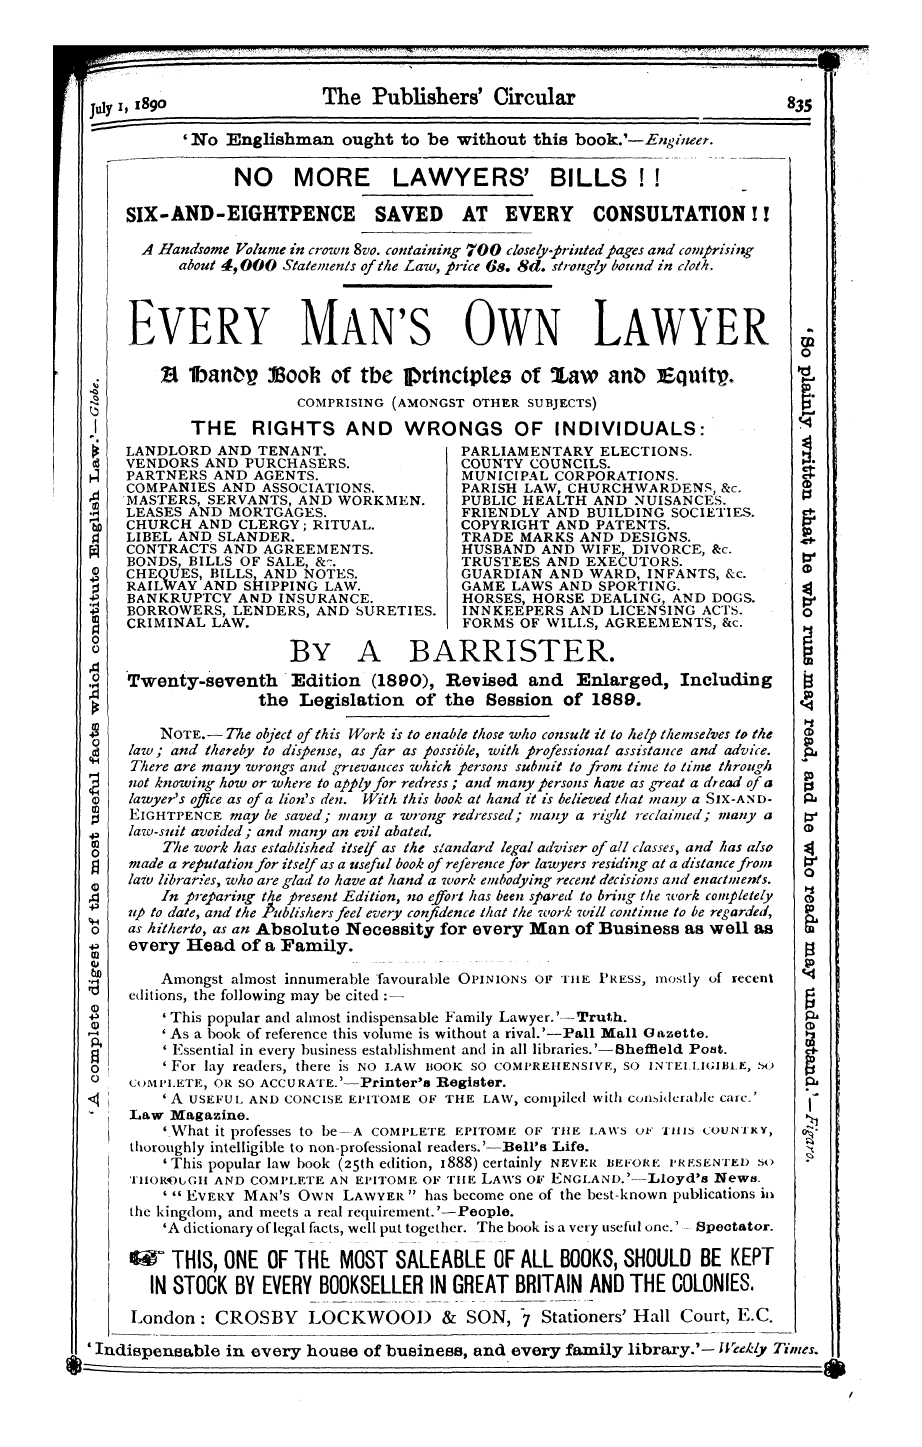 July 1, 1890
The Publishers' Circular
835
'No Englishman ought to be without this book.'—Engineer.
NO MORE LAWYERS' BILLS!!
SIX-AND-EIGHTPENCE SAVED AT EVERY CONSULTATION!!
A Handsome Volume in crown 8vo. containing 700 closely-printed pages and comprising
about 4,000 Statements of the Law, price 6s. 8d. strongly bound in cloth.
EVERY MAN'S OWN LAWYER
A Handy Book of the Principles of Law and Equity.
COMPRISING (AMONGST OTHER SUBJECTS)
THE RIGHTS AND WRONGS OF INDIVIDUALS:
LANDLORD AND TENANT.
VENDORS AND PURCHASERS.
PARTNERS AND AGENTS.
COMPANIES AND ASSOCIATIONS.
MASTERS, SERVANTS, AND WORKMEN.
LEASES AND MORTGAGES.
CHURCH AND CLERGY; RITUAL.
LIBEL AND SLANDER.
CONTRACTS AND AGREEMENTS.
BONDS, BILLS OF SALE, &c.
CHEQUES, BILLS, AND NOTES.
RAILWAY AND SHIPPING LAW.
BANKRUPTCY AND INSURANCE.
BORROWERS, LENDERS, AND SURETIES.
CRIMINAL LAW.
PARLIAMENTARY ELECTIONS.
COUNTY COUNCILS.
MUNICIPAL CORPORATIONS.
PARISH LAW, CHURCHWARDENS, &c.
PUBLIC HEALTH AND NUISANCES.
FRIENDLY AND BUILDING SOCIETIES.
COPYRIGHT AND PATENTS.
TRADE MARKS AND DESIGNS.
HUSBAND AND WIFE, DIVORCE, &c.
TRUSTEES AND EXECUTORS.
GUARDIAN AND WARD, INFANTS, &c.
GAME LAWS AND SPORTING.
HORSES, HORSE DEALING, AND DOGS.
INNKEEPERS AND LICENSING ACTS.
FORMS OF WILLS, AGREEMENTS, &c.
BY A BARRISTER.
Twenty-seventh Edition (1890), Revised and Enlarged, Including
the Legislation of the Session of 1889.
NOTE.—The object of this Work is to enable those who consult it to help themselves to the
law; and thereby to dispense, as far as possible, with professional assistance and advice.
There are many wrongs and grievances which persons submit to from time to time through
not knowing how or where to apply for redress; and many persons have as great a dread of a
lawyer's office as of a lion's den. With this book at hand it is believed that many a SIX-AND-
EIGHTPENCE may be saved; many a wrong redressed; many a right reclaimed; many a
law-suit avoided; and many an evil abated.
The work has established itself as the standard legal adviser of all classes, and has also
made a reputation for itself as a useful book of reference for lawyers residing at a distance from
law libraries, who are glad to have at hand a work embodying recent decisions and enactments.
In preparing the present Edition, no effort has been spared to bring the work completely
up to date, and the Publishers feel every confidence that the work will continue to be regarded,
as hitherto, as an Absolute Necessity for every Man of Business as well as
every Head of a Family.
Amongst almost innumerable favourable OPINIONS OF THE PRESS, mostly of recent
editions, the following may be cited:—
'This popular and almost indispensable Family Lawyer.'—Truth.
'As a book of reference this volume is without a rival.'—Pall Mall Gazette.
'Essential in every business establishment and in all libraries.'—Sheffield Post.
'For lay readers, there is NO LAW BOOK SO COMPREHENSIVE, SO INTELLIGIBLE, SO
COMPLETE, OR SO ACCURATE.'—Printer's Register.
'A USEFUL AND CONCISE EPITOME OF THE LAW, compiled with considerable care.'
Law Magazine.
'What it professes to be—A COMPLETE EPITOME OF THE LAWS OF THIS COUNTRY,
thoroughly intelligible to non-professional readers.'—Bell's Life.
'This popular law book (25th edition, 1888) certainly NEVER BEFORE PRESENTED SO
THOROUGH AND COMPLETE AN EPITOME OF THE LAWS OF ENGLAND.'—Lloyd's News.
'"EVERY MAN'S OWN LAWYER" has become one of the best-known publications in
the kingdom, and meets a real requirement.'—People.
'A dictionary of legal facts, well put together. The book is a very useful one.'—Spectator.
THIS, ONE OF THE MOST SALEABLE OF ALL BOOKS, SHOULD BE KEPT
IN STOCK BY EVERY BOOKSELLER IN GREAT BRITAIN AND THE COLONIES.
London: CROSBY LOCKWOOD & SON, 7 Stationers' Hall Court, E.C.
'Indispensable in every house of business, and every family library.'—Weekly Times.
'A complete digest of the most useful facts which constitute English Law.'—Globe.
'So plainly written that he who runs may read, and he who reads may understand.'—Figaro.